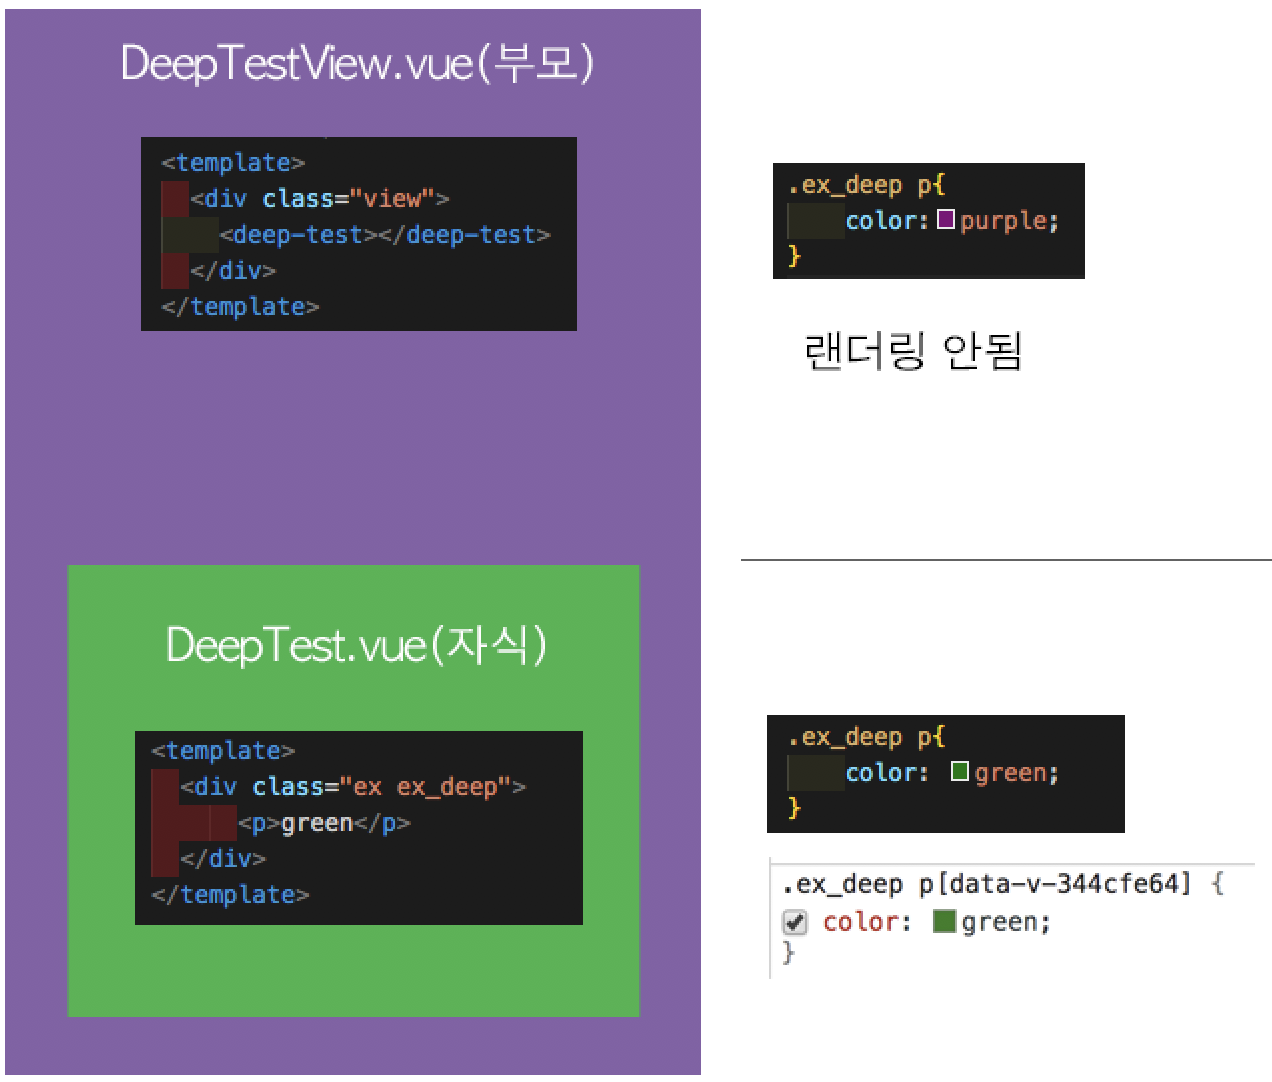 DeepTestView.vue(부모)
<template>
<div class="view">
<deep-test></deep-test>
</div>
</template>
.ex_deep p{
color: purple;
}
랜더링 안됨
DeepTest.vue(자식)
<template>
<div class="ex ex_deep">
<p>green</p>
</div>
</template>
.ex_deep p{
color: green;
}
.ex_deep p[data-v-344cfe64] {
color: green;
}